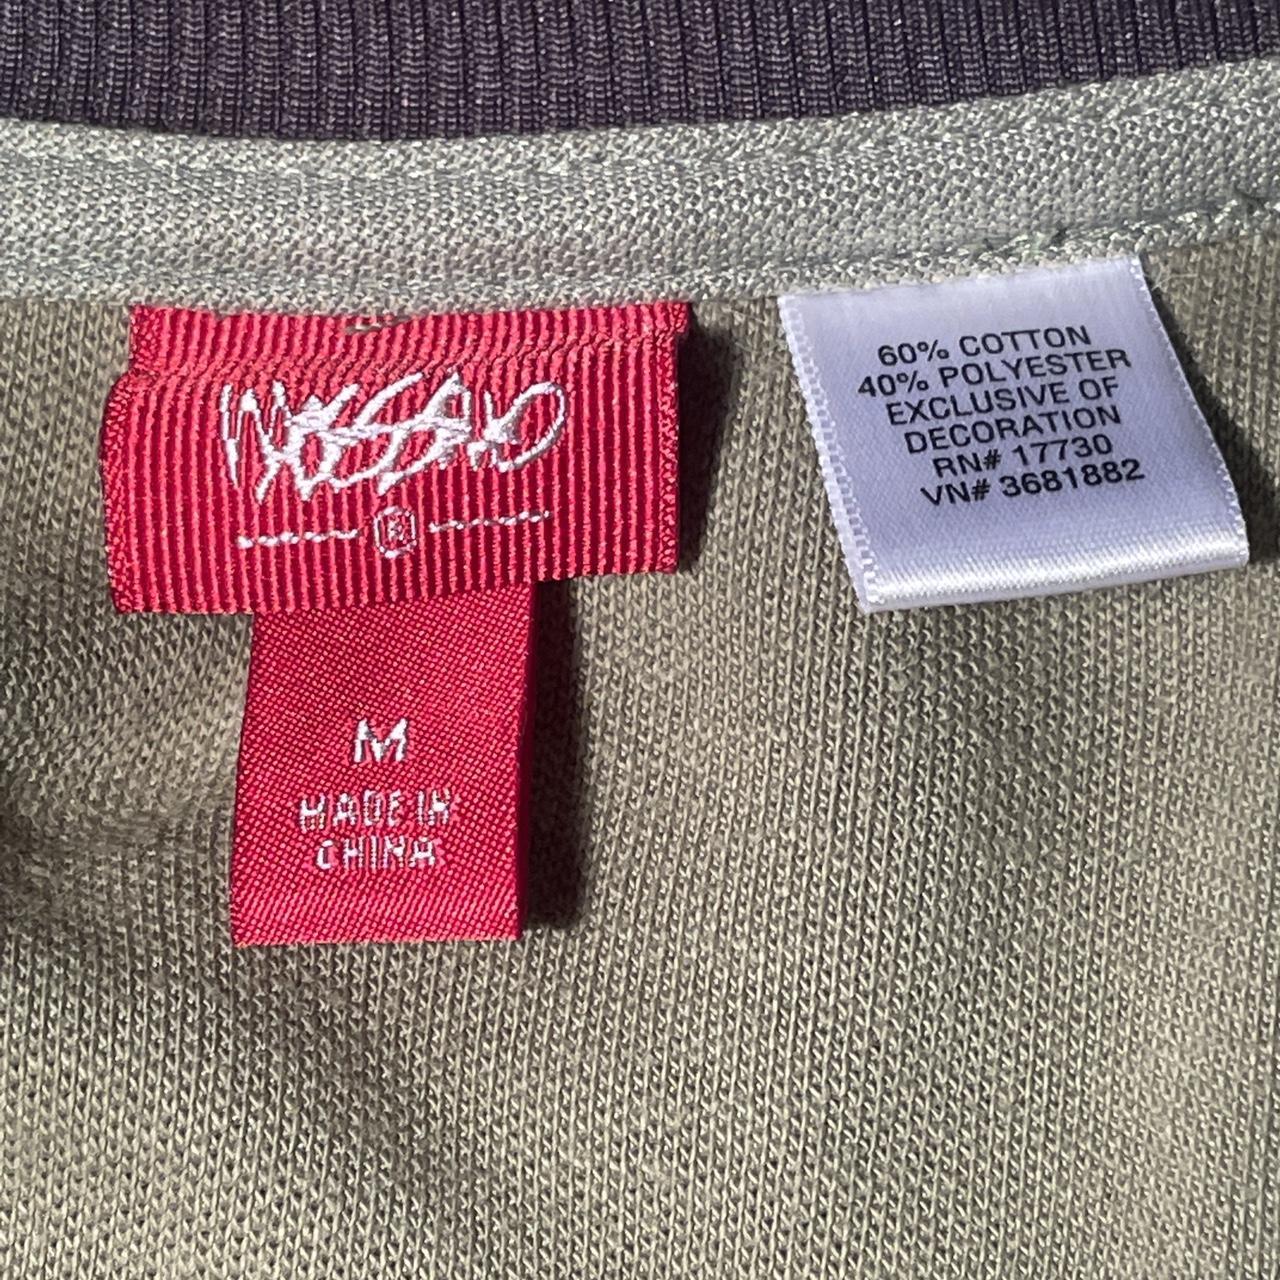 MOSSIMO
®
M
MADE IN
CHINA
60% COTTON
40% POLYESTER
EXCLUSIVE OF
DECORATION
RN# 17730
VN# 3681882